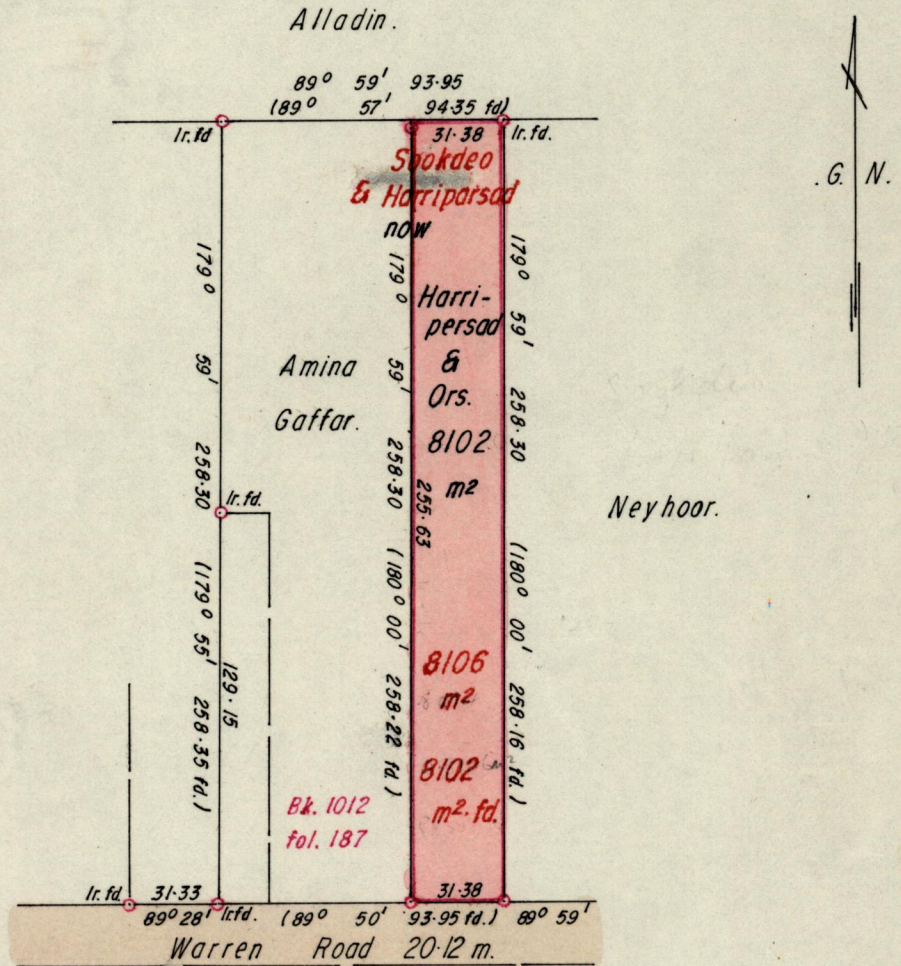 Alladin.
89° 59' 93·95
(89° 57' 94·35 fd)
Ir. fd
31·38
Ir. fd.
Sookdeo
& Harriparsad
now
G. N.
179° 59' 258·30
(179° 55' 258·35 fd.)
Ir. fd.
129·15
Amina
Gaffar.
179° 59' 258·30
(180° 00' 258·22 fd.)
255·63
Harri-
persad
&
Ors.
8102
m²
8106
m²
8102
m². fd.
179° 59' 258·30
(180° 00' 258·16 fd.)
Neyhoor.
Bk. 1012
fol. 187
Ir. fd
31·33
31·38
89° 28'
Ir fd.
(89° 50' 93·95 fd.)
89° 59'
Warren Road 20·12 m.